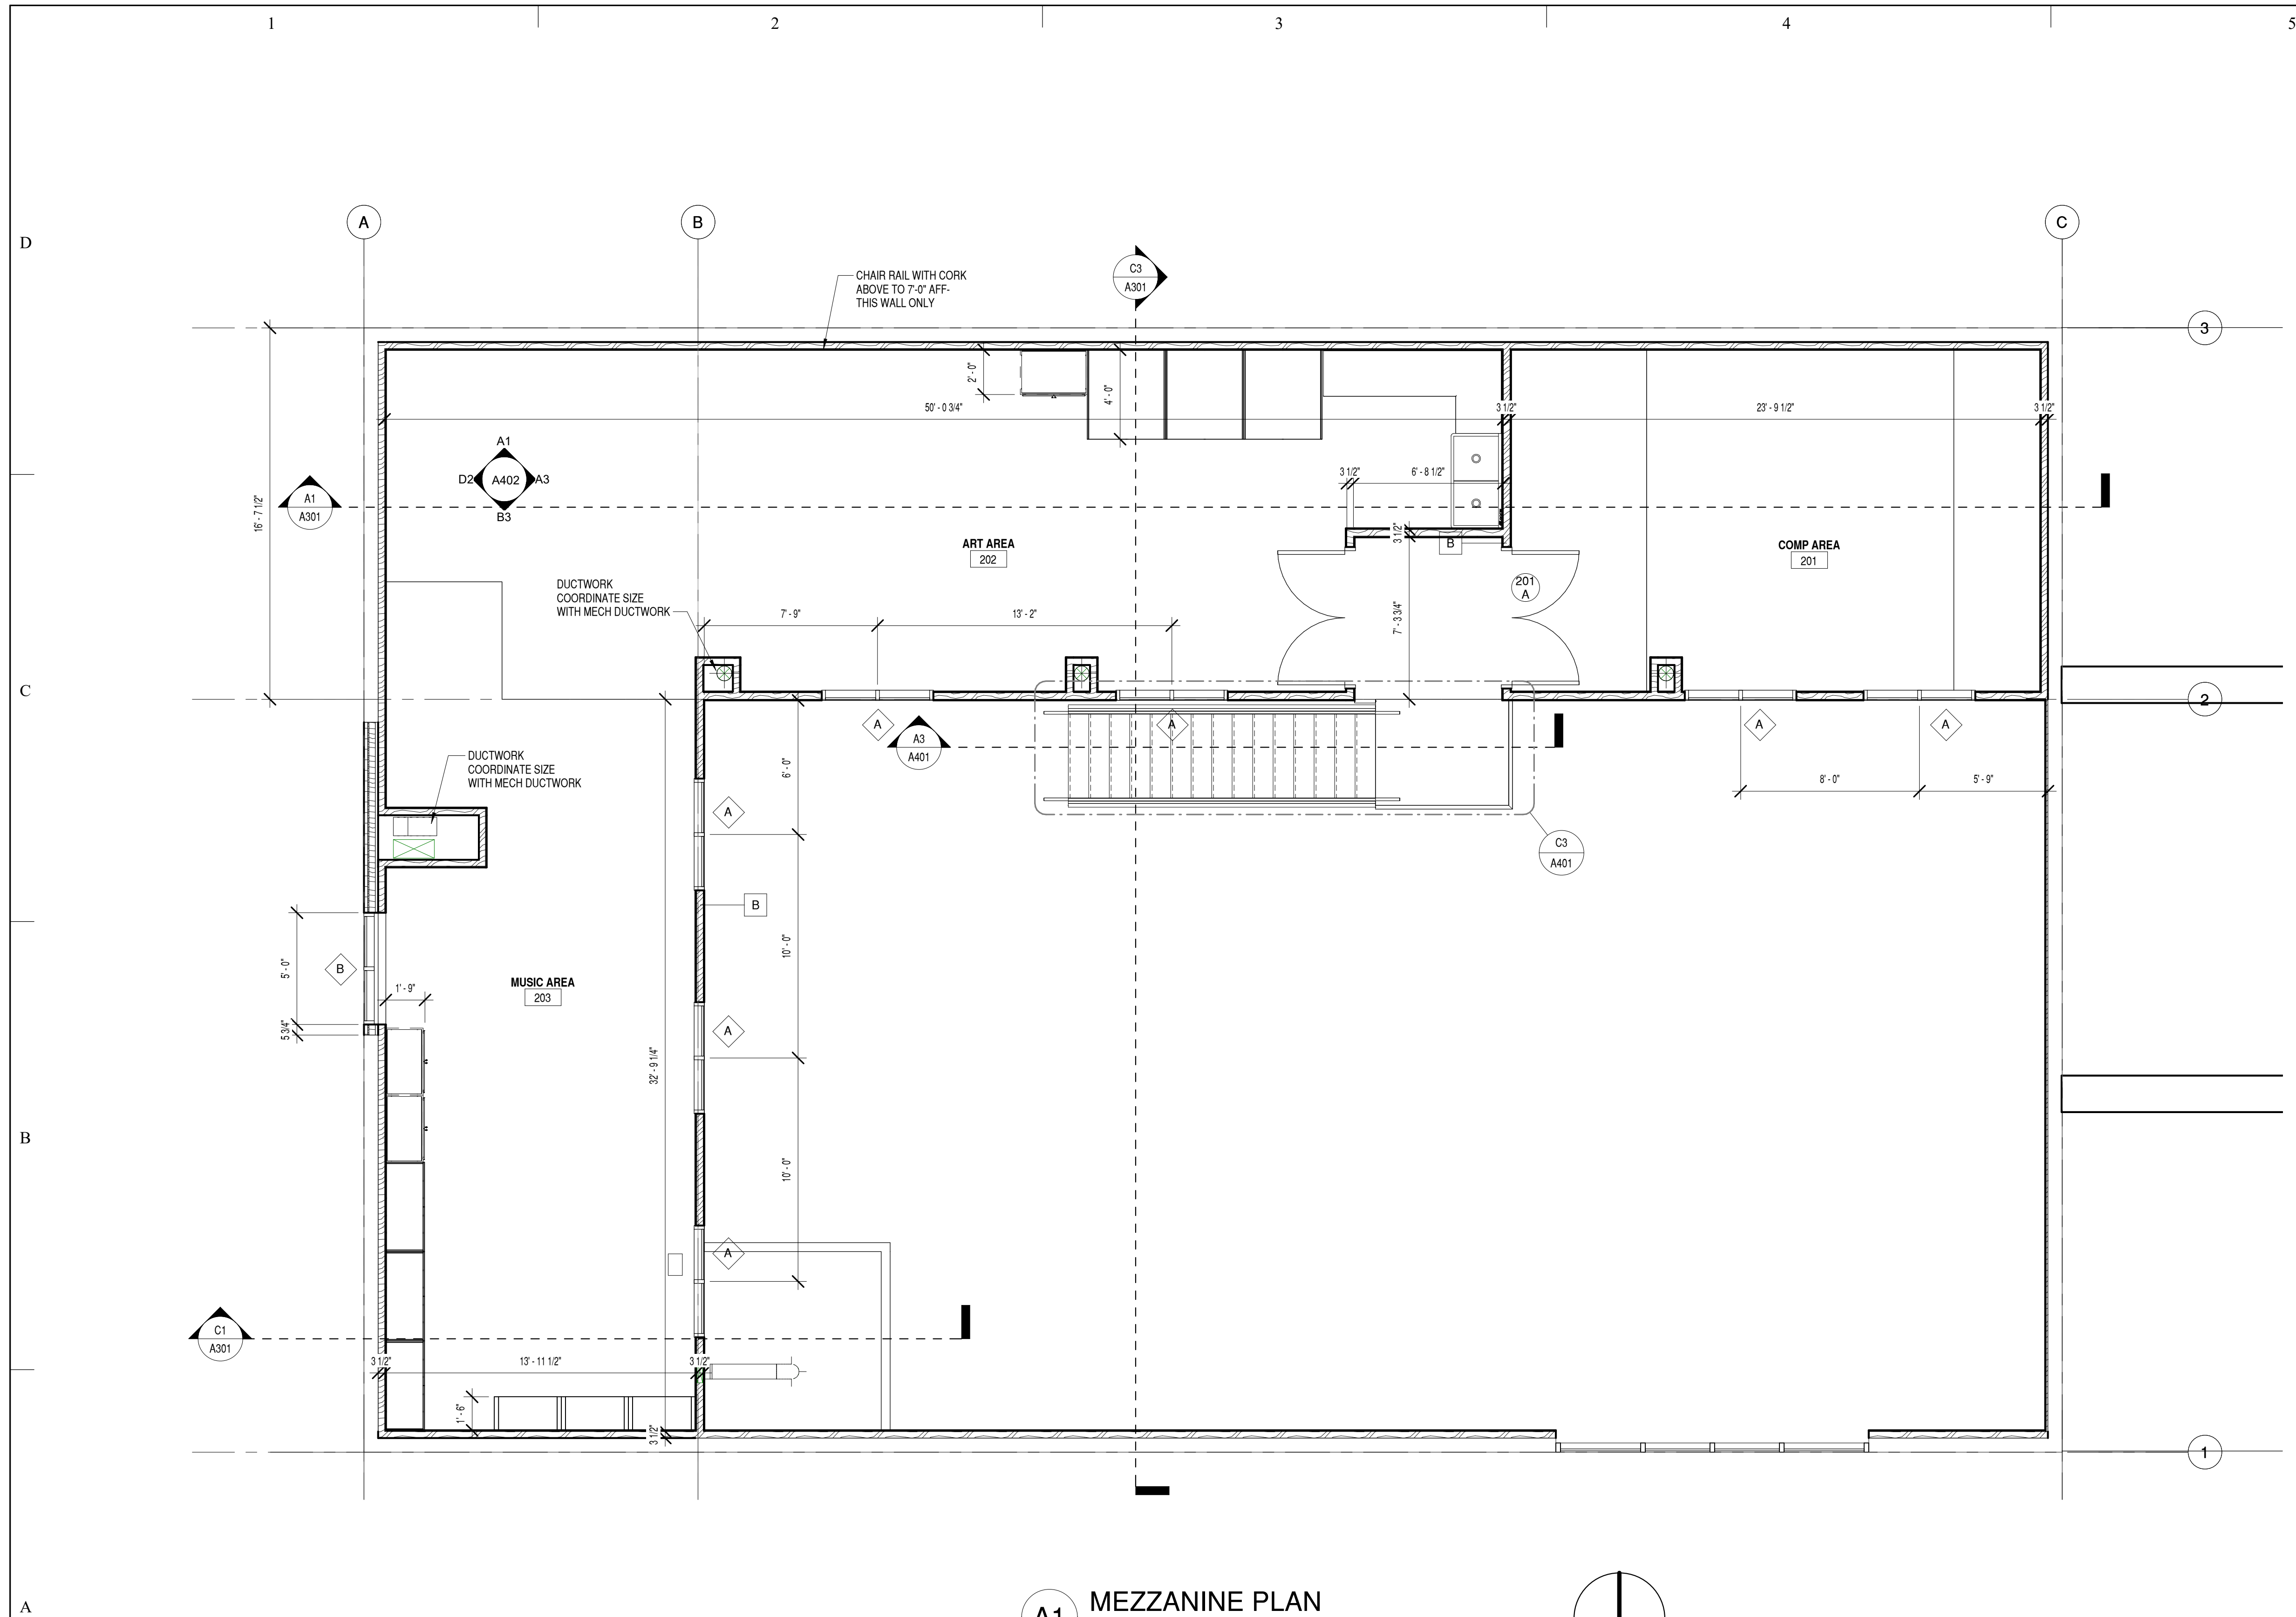 1
2
3
4
5
D
A
B
C
C3
A301
CHAIR RAIL WITH CORK
ABOVE TO 7'-0" AFF-
THIS WALL ONLY
3
2' - 0"
4' - 0"
50' - 0 3/4"
3 1/2"
23' - 9 1/2"
3 1/2"
16' - 7 1/2"
A1
D2
A402
A3
B3
A1
A301
3 1/2"
6' - 8 1/2"
3 1/2"
B
ART AREA
202
COMP AREA
201
DUCTWORK
COORDINATE SIZE
WITH MECH DUCTWORK
201
A
7' - 9"
13' - 2"
7' - 3 3/4"
C
2
A
A
A
A
A3
A401
DUCTWORK
COORDINATE SIZE
WITH MECH DUCTWORK
6' - 0"
8' - 0"
5' - 9"
A
C3
A401
B
5' - 0"
B
10' - 0"
MUSIC AREA
203
1' - 9"
5 3/4"
A
32' - 9 1/4"
B
10' - 0"
A
C1
A301
3 1/2"
13' - 11 1/2"
3 1/2"
1' - 6"
3 1/2"
1
A1
MEZZANINE PLAN
A